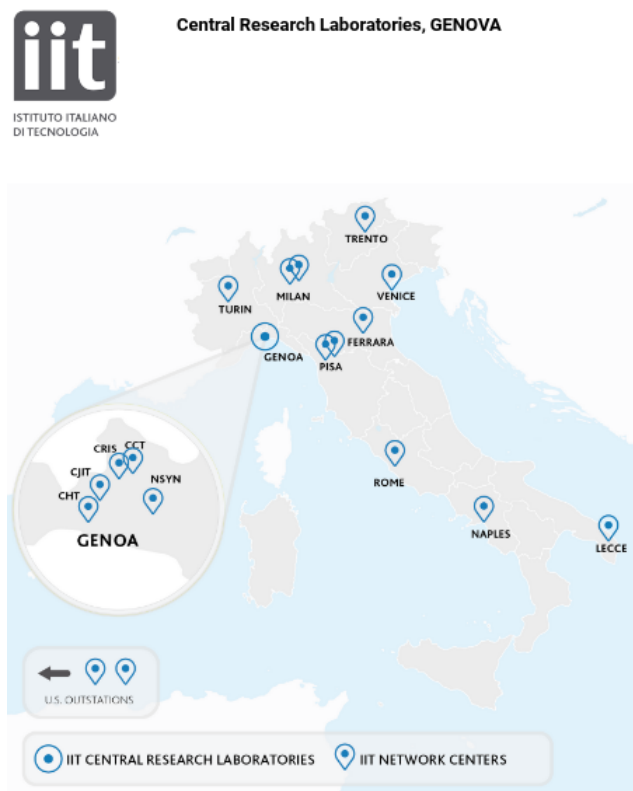 iit
ISTITUTO ITALIANO
DI TECNOLOGIA
Central Research Laboratories, GENOVA
TRENTO
MILAN
VENICE
TURIN
FERRARA
GENOA
PISA
CRIS CCT
CJIT
NSYN
CHT
GENOA
ROME
NAPLES
LECCE
U.S. OUTSTATIONS
IIT CENTRAL RESEARCH LABORATORIES
IIT NETWORK CENTERS